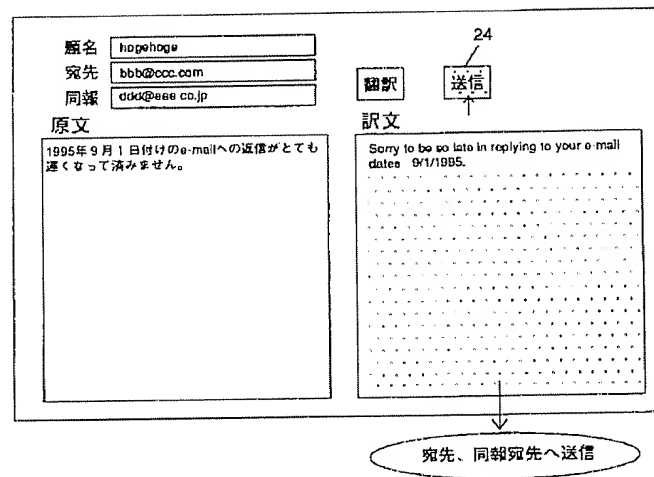 24
題名 hogehoge
宛先 bbb@ccc.com
同報 ddd@eee.co.jp
翻訳 送信
原文
1995年9月1日付けのe-mailへの返信がとても
遅くなって済みません。
訳文
Sorry to be so late in replying to your e-mail
dates 9/1/1995.
宛先、同報宛先へ送信